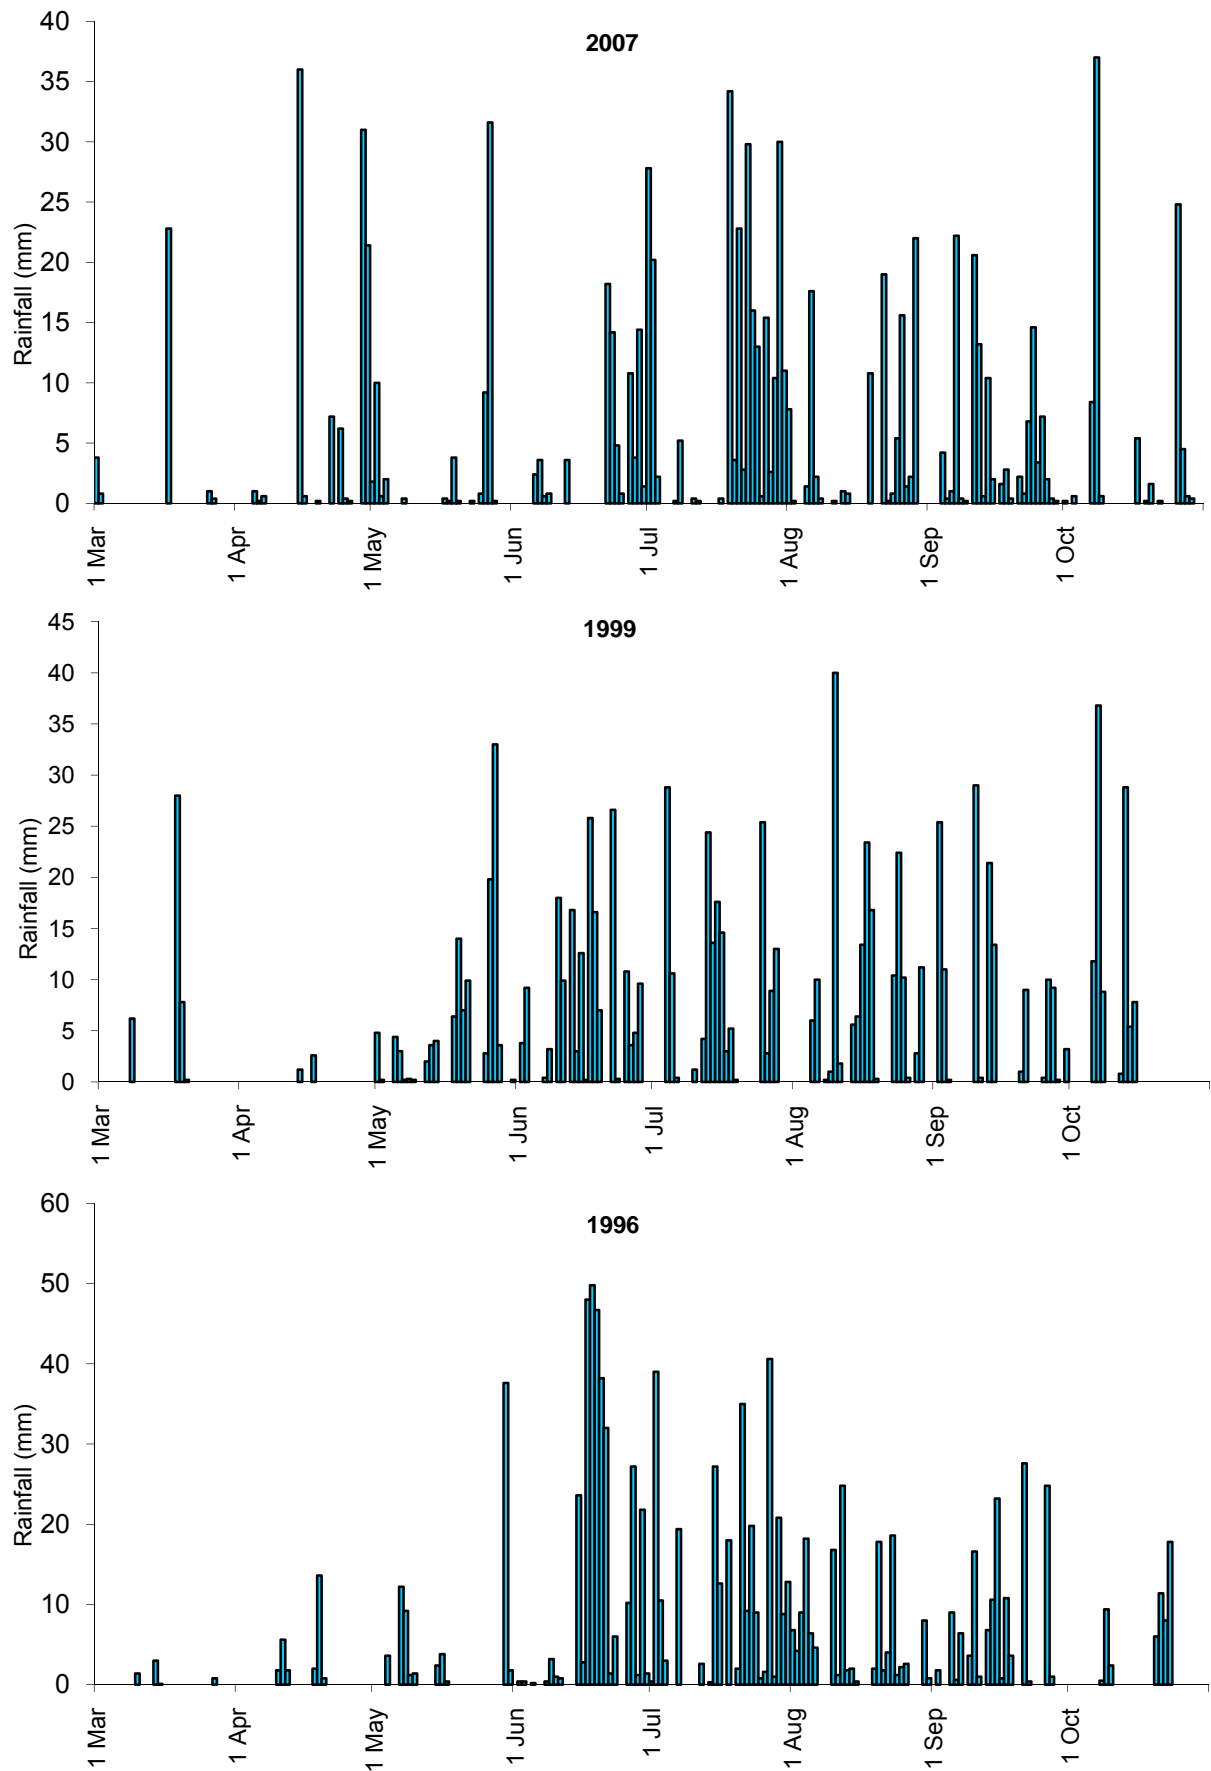 2007
40
35
30
25
20
15
10
5
0
Rainfall (mm)
1 Mar
1 Apr
1 May
1 Jun
1 Jul
1 Aug
1 Sep
1 Oct
1999
45
40
35
30
25
20
15
10
5
0
Rainfall (mm)
1 Mar
1 Apr
1 May
1 Jun
1 Jul
1 Aug
1 Sep
1 Oct
1996
60
50
40
30
20
10
0
Rainfall (mm)
1 Mar
1 Apr
1 May
1 Jun
1 Jul
1 Aug
1 Sep
1 Oct